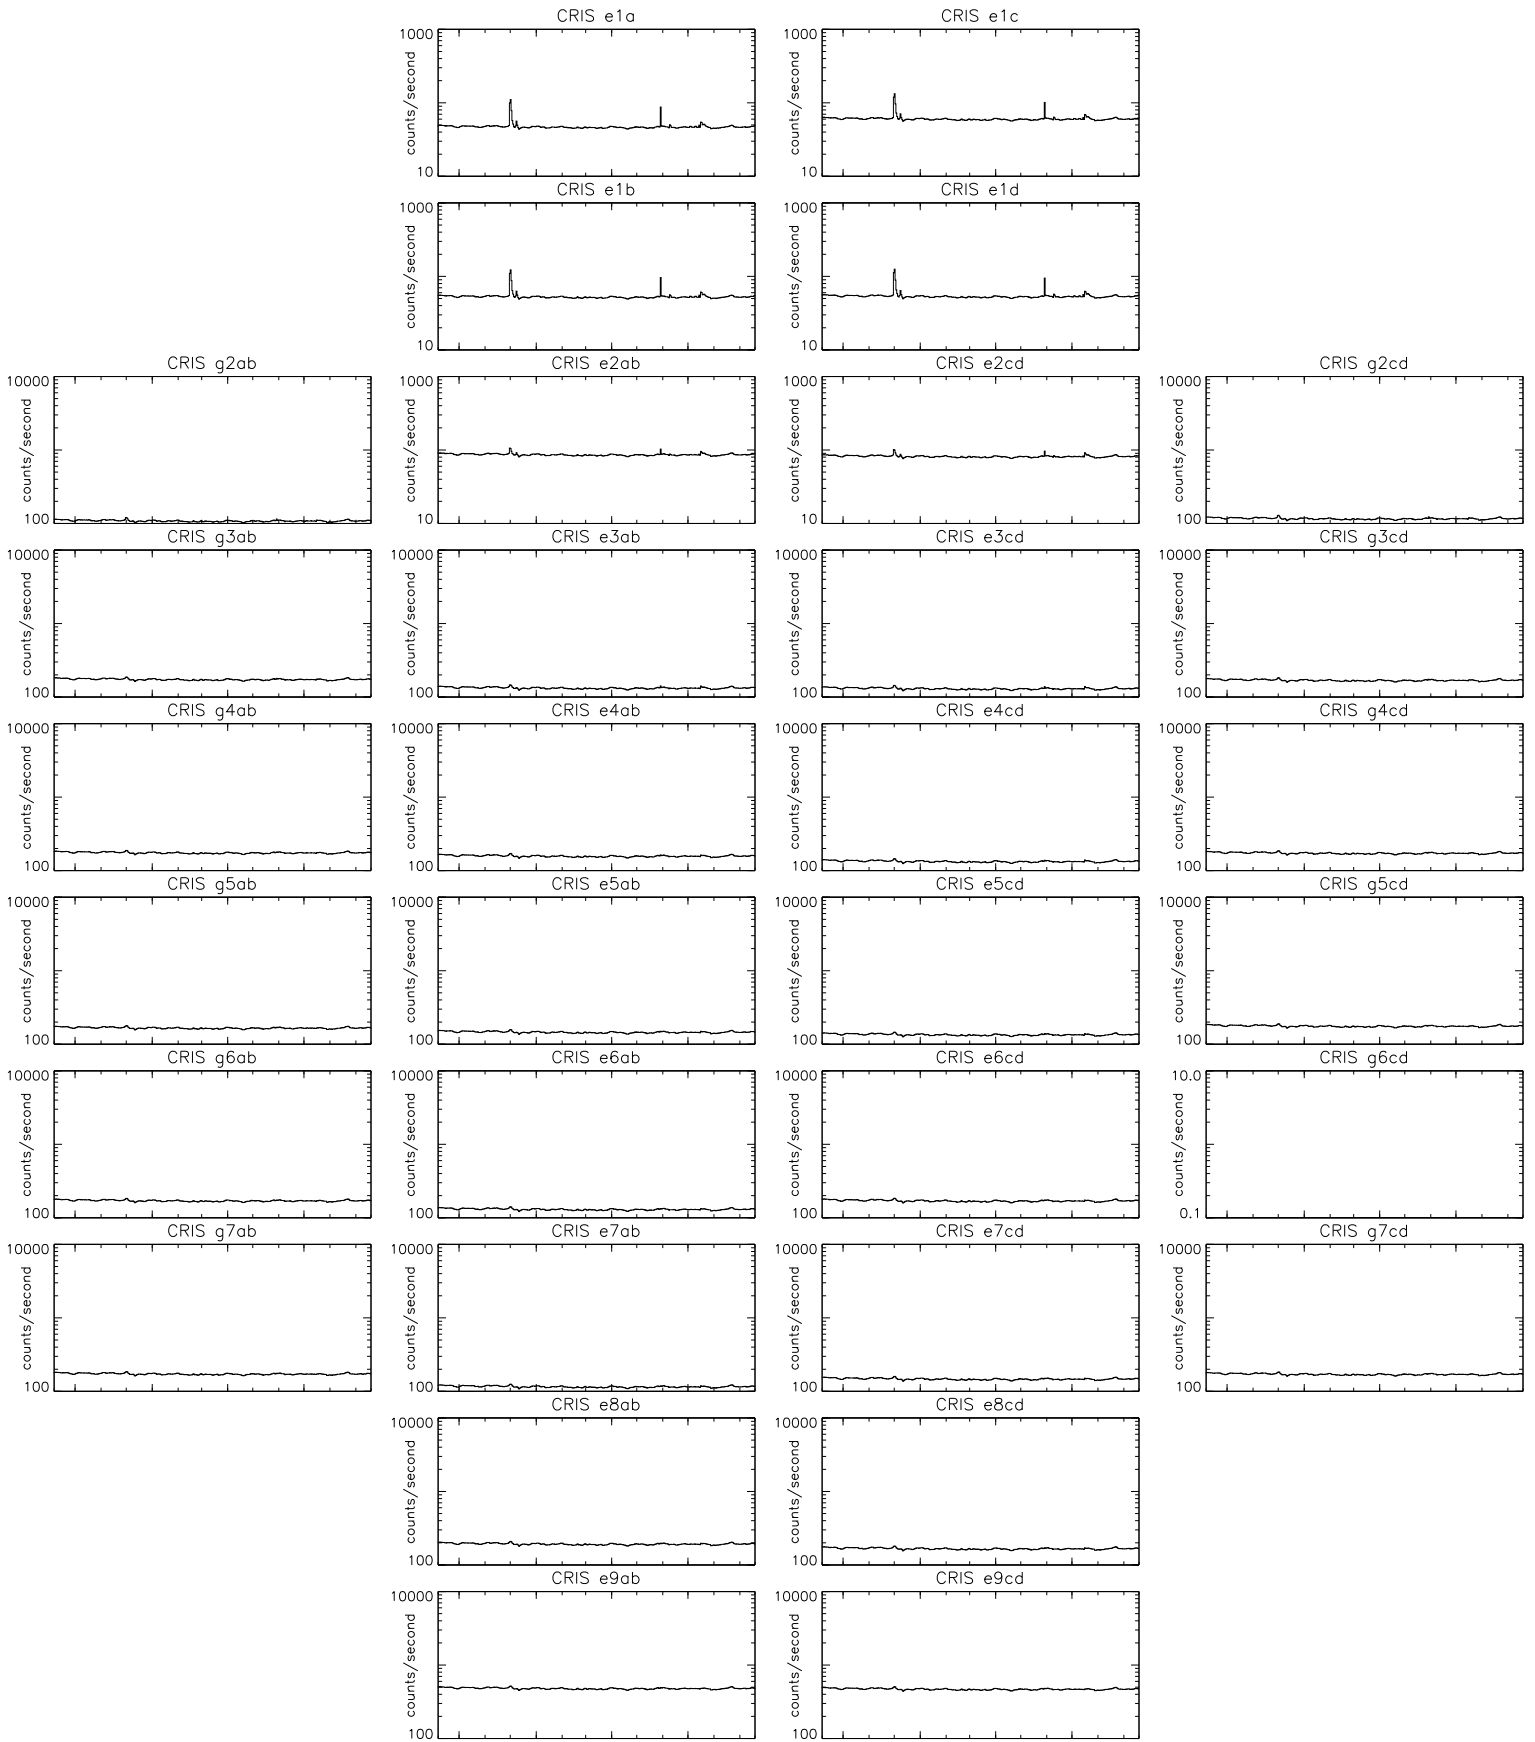 CRIS e1a
CRIS e1c
1000
counts/second
10
1000
counts/second
10
CRIS e1b
CRIS e1d
1000
counts/second
10
1000
counts/second
10
CRIS g2ab
CRIS e2ab
CRIS e2cd
CRIS g2cd
10000
counts/second
100
1000
counts/second
10
1000
counts/second
10
10000
counts/second
100
CRIS g3ab
CRIS e3ab
CRIS e3cd
CRIS g3cd
10000
counts/second
100
10000
counts/second
100
10000
counts/second
100
10000
counts/second
100
CRIS g4ab
CRIS e4ab
CRIS e4cd
CRIS g4cd
10000
counts/second
100
10000
counts/second
100
10000
counts/second
100
10000
counts/second
100
CRIS g5ab
CRIS e5ab
CRIS e5cd
CRIS g5cd
10000
counts/second
100
10000
counts/second
100
10000
counts/second
100
10000
counts/second
100
CRIS g6ab
CRIS e6ab
CRIS e6cd
CRIS g6cd
10000
counts/second
100
10000
counts/second
100
10000
counts/second
100
10.0
counts/second
0.1
CRIS g7ab
CRIS e7ab
CRIS e7cd
CRIS g7cd
10000
counts/second
100
10000
counts/second
100
10000
counts/second
100
10000
counts/second
100
CRIS e8ab
CRIS e8cd
10000
counts/second
100
10000
counts/second
100
CRIS e9ab
CRIS e9cd
10000
counts/second
100
10000
counts/second
100